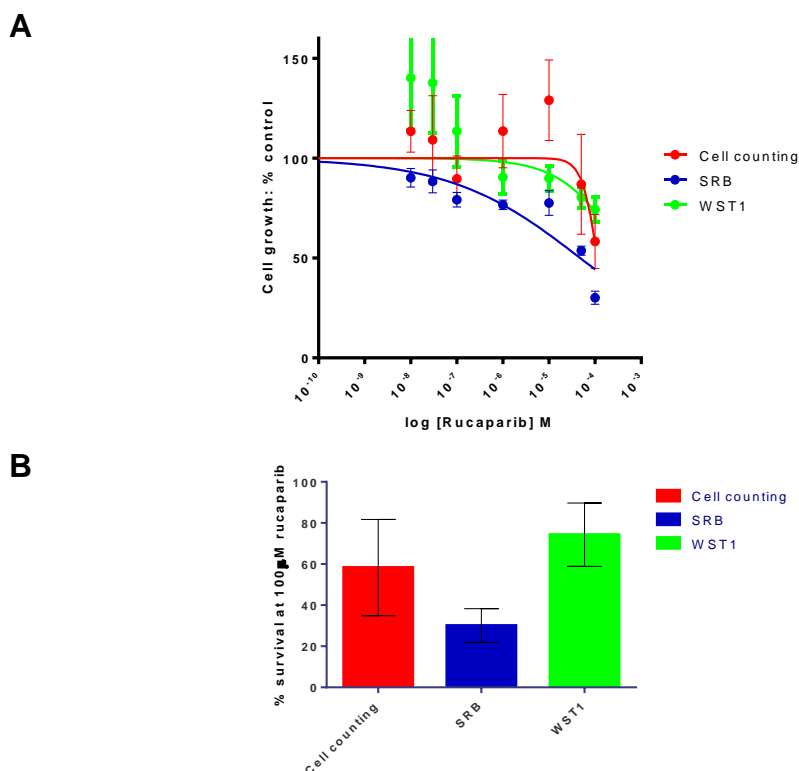 A
Cell growth: % control
150
100
50
0
10-10
10-9
10-8
10-7
10-6
10-5
10-4
10-3
log [Rucaparib] M
Cell counting
SRB
WST1
B
% survival at 100µM rucaparib
100
80
60
40
20
0
Cell counting
SRB
WST1
Cell counting
SRB
WST1